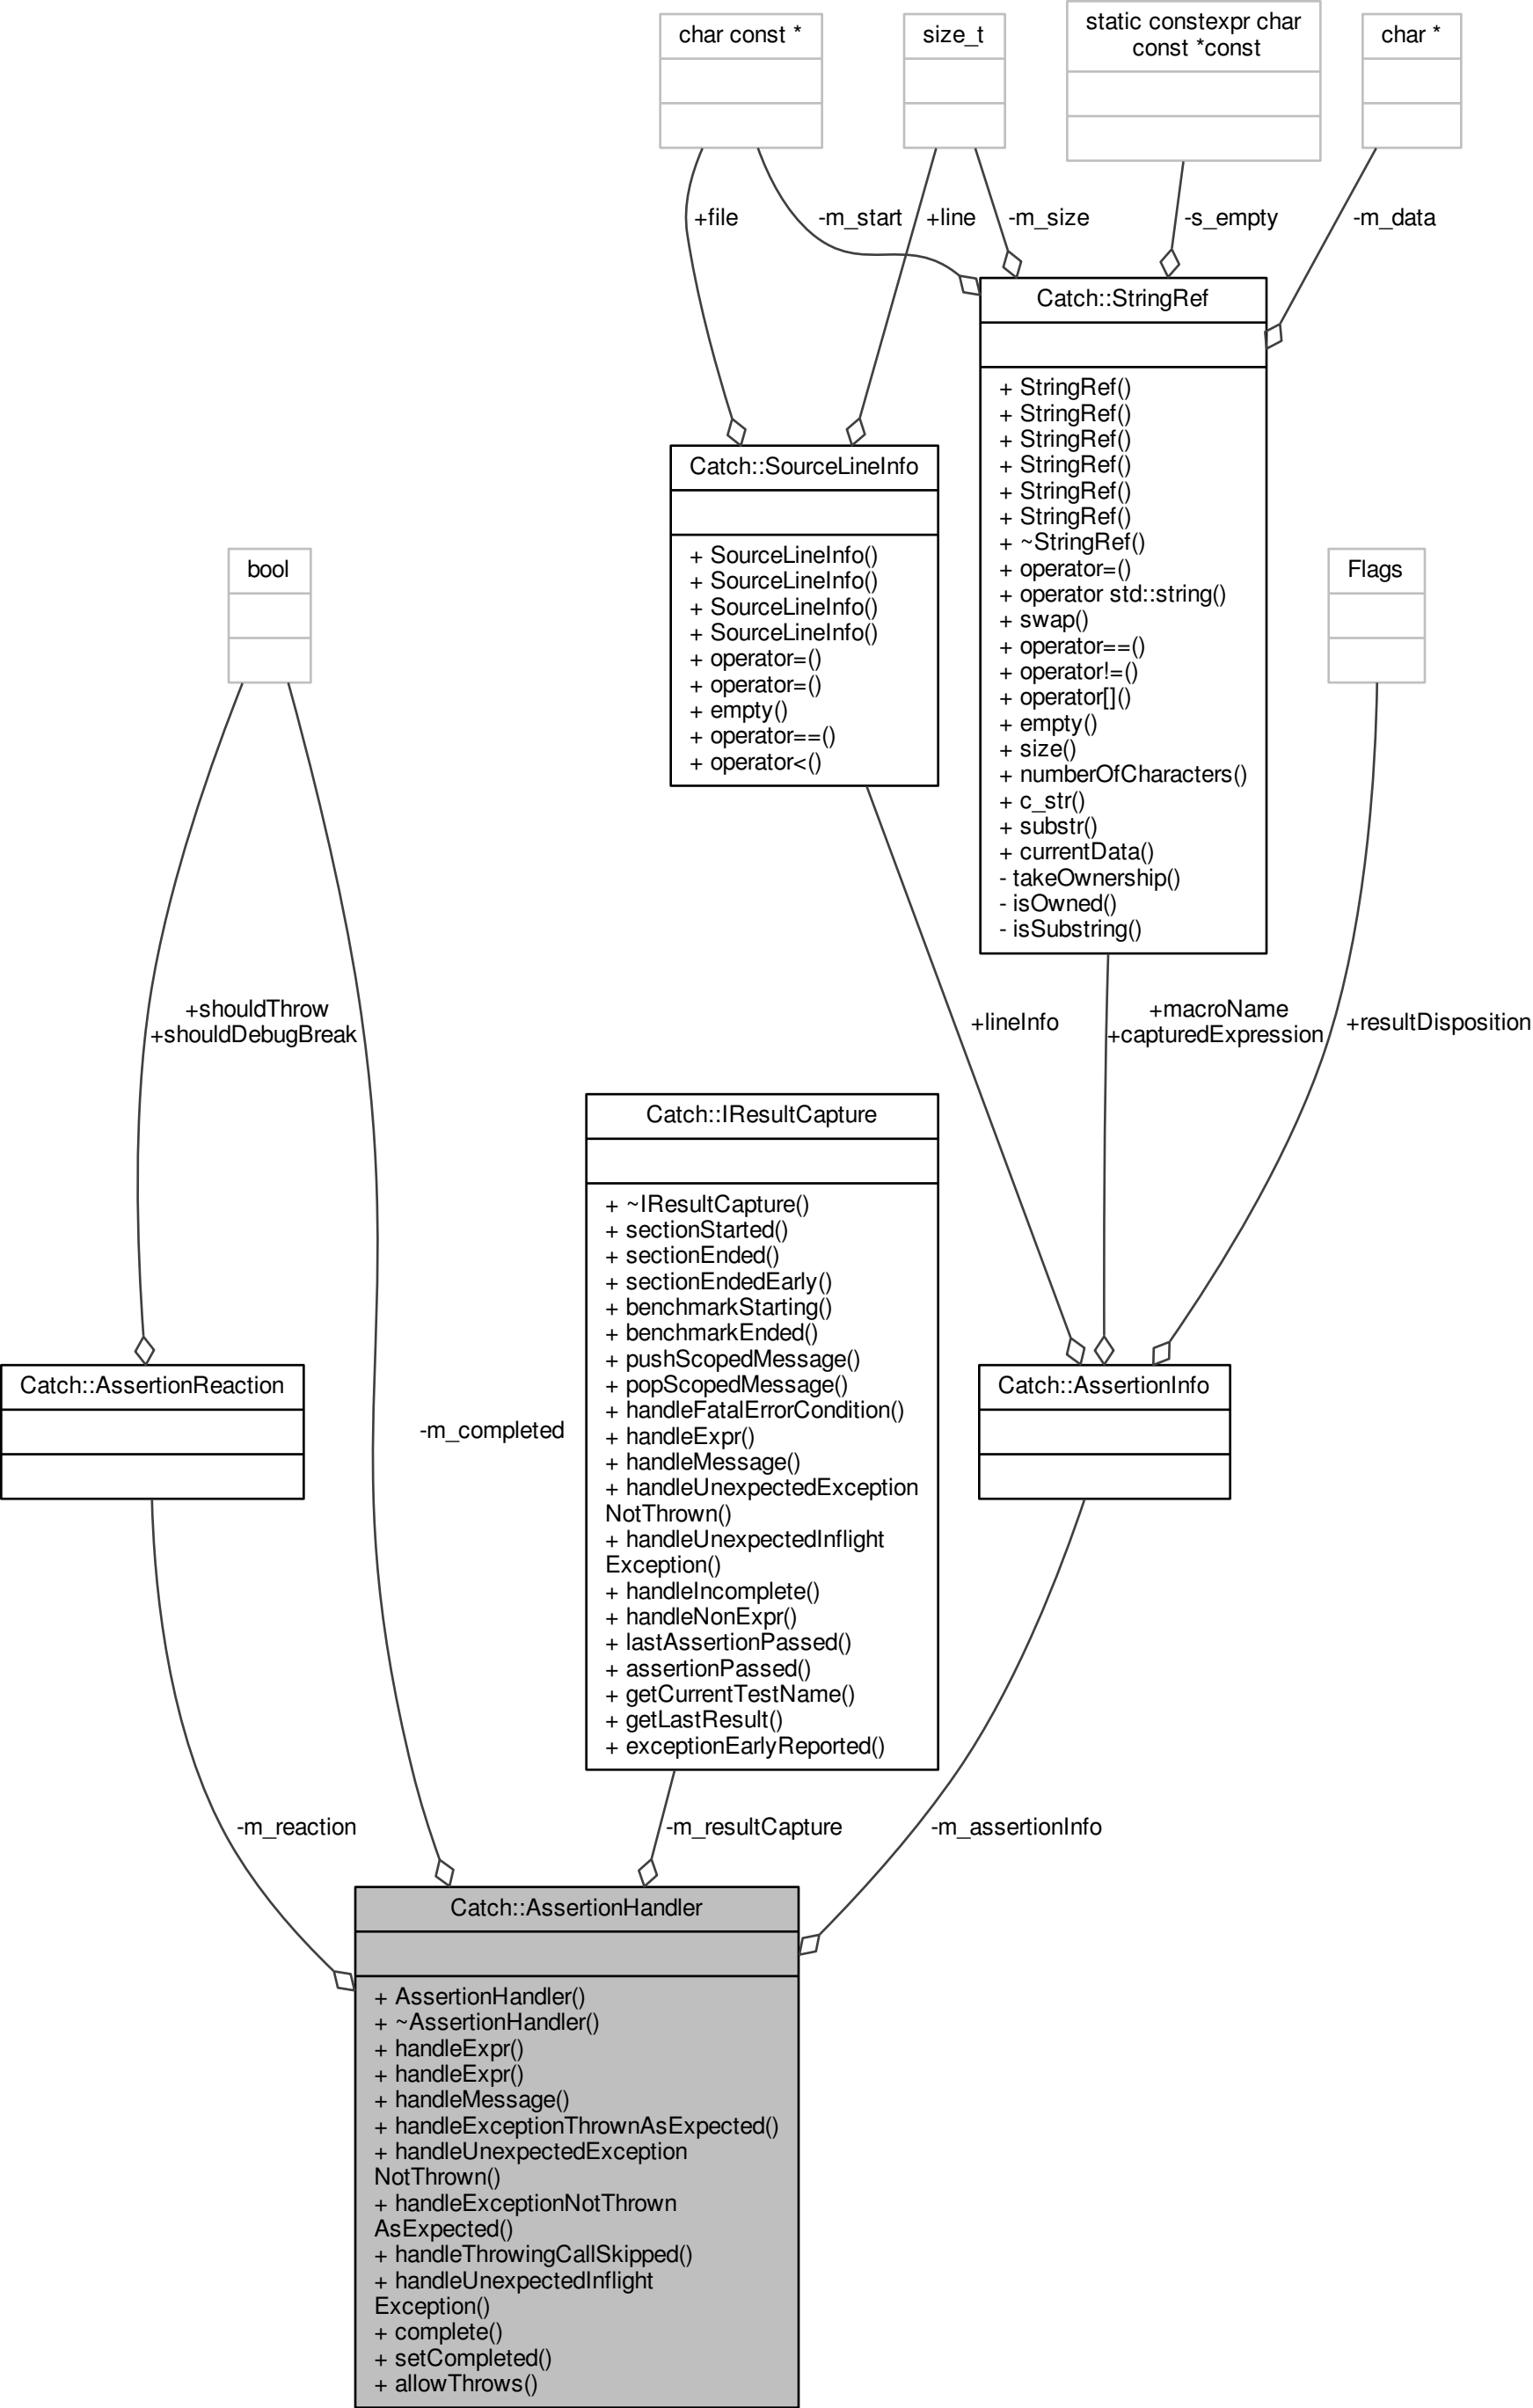 char const *
size_t
static constexpr char
const *const
char *
+file
-m_start
+line
-m_size
-s_empty
-m_data
Catch::StringRef
+ StringRef()
+ StringRef()
+ StringRef()
+ StringRef()
+ StringRef()
+ StringRef()
+ ~StringRef()
+ operator=()
+ operator std::string()
+ swap()
+ operator==()
+ operator!=()
+ operator[]()
+ empty()
+ size()
+ numberOfCharacters()
+ c_str()
+ substr()
+ currentData()
- takeOwnership()
- isOwned()
- isSubstring()
Catch::SourceLineInfo
+ SourceLineInfo()
+ SourceLineInfo()
+ SourceLineInfo()
+ SourceLineInfo()
+ operator=()
+ operator=()
+ empty()
+ operator==()
+ operator<()
bool
Flags
+shouldThrow
+shouldDebugBreak
+lineInfo
+macroName
+capturedExpression
+resultDisposition
Catch::IResultCapture
+ ~IResultCapture()
+ sectionStarted()
+ sectionEnded()
+ sectionEndedEarly()
+ benchmarkStarting()
+ benchmarkEnded()
+ pushScopedMessage()
+ popScopedMessage()
+ handleFatalErrorCondition()
+ handleExpr()
+ handleMessage()
+ handleUnexpectedException
NotThrown()
+ handleUnexpectedInflight
Exception()
+ handleIncomplete()
+ handleNonExpr()
+ lastAssertionPassed()
+ assertionPassed()
+ getCurrentTestName()
+ getLastResult()
+ exceptionEarlyReported()
Catch::AssertionReaction
-m_completed
Catch::AssertionInfo
-m_reaction
-m_resultCapture
-m_assertionInfo
Catch::AssertionHandler
+ AssertionHandler()
+ ~AssertionHandler()
+ handleExpr()
+ handleExpr()
+ handleMessage()
+ handleExceptionThrownAsExpected()
+ handleUnexpectedException
NotThrown()
+ handleExceptionNotThrown
AsExpected()
+ handleThrowingCallSkipped()
+ handleUnexpectedInflight
Exception()
+ complete()
+ setCompleted()
+ allowThrows()